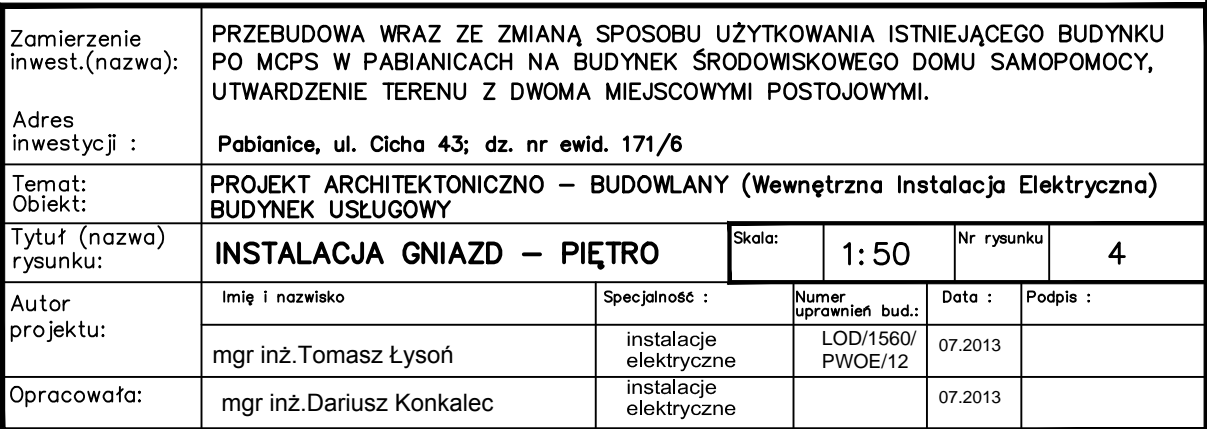 Zamierzenie
inwest.(nazwa):
PRZEBUDOWA WRAZ ZE ZMIANĄ SPOSOBU UŻYTKOWANIA ISTNIEJĄCEGO BUDYNKU
PO MCPS W PABIANICACH NA BUDYNEK ŚRODOWISKOWEGO DOMU SAMOPOMOCY,
UTWARDZENIE TERENU Z DWOMA MIEJSCOWYMI POSTOJOWYMI.
Adres
inwestycji :
Pabianice, ul. Cicha 43; dz. nr ewid. 171/6
Temat:
Obiekt:
PROJEKT ARCHITEKTONICZNO – BUDOWLANY (Wewnętrzna Instalacja Elektryczna)
BUDYNEK USŁUGOWY
Tytuł (nazwa)
rysunku:
INSTALACJA GNIAZD – PIĘTRO
Skala:
1:50
Nr rysunku
4
Autor
projektu:
Imię i nazwisko
Specjalność :
Numer
uprawnień bud.:
Data :
Podpis :
mgr inż.Tomasz Łysoń
instalacje
elektryczne
LOD/1560/
PWOE/12
07.2013
Opracowała:
mgr inż.Dariusz Konkalec
instalacje
elektryczne
07.2013